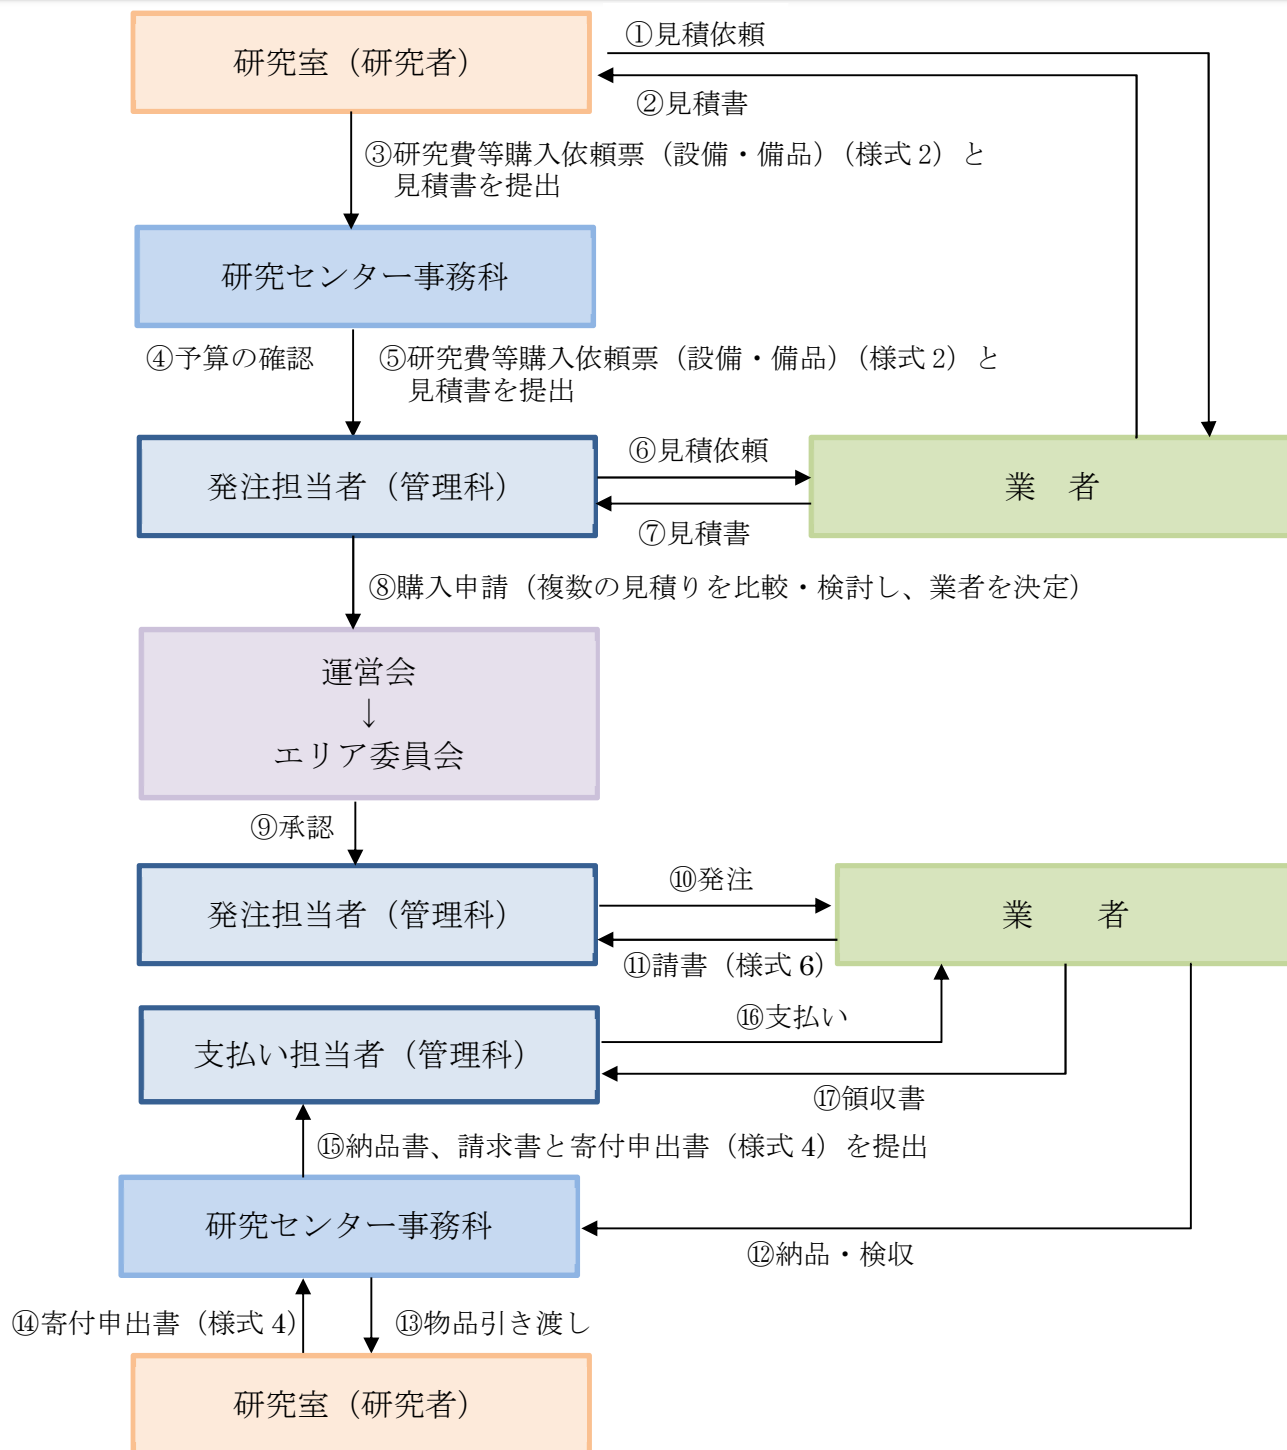 研究室（研究者）
①見積依頼
②見積書
③研究費等購入依頼票（設備・備品）（様式 2）と
見積書を提出
研究センター事務科
④予算の確認
⑤研究費等購入依頼票（設備・備品）（様式 2）と
見積書を提出
発注担当者（管理科）
⑥見積依頼
⑦見積書
業　者
⑧購入申請（複数の見積りを比較・検討し、業者を決定）
運営会
↓
エリア委員会
⑨承認
発注担当者（管理科）
⑩発注
⑪請書（様式 6）
業　　者
支払い担当者（管理科）
⑯支払い
⑰領収書
⑮納品書、請求書と寄付申出書（様式 4）を提出
研究センター事務科
⑫納品・検収
⑭寄付申出書（様式 4）
⑬物品引き渡し
研究室（研究者）